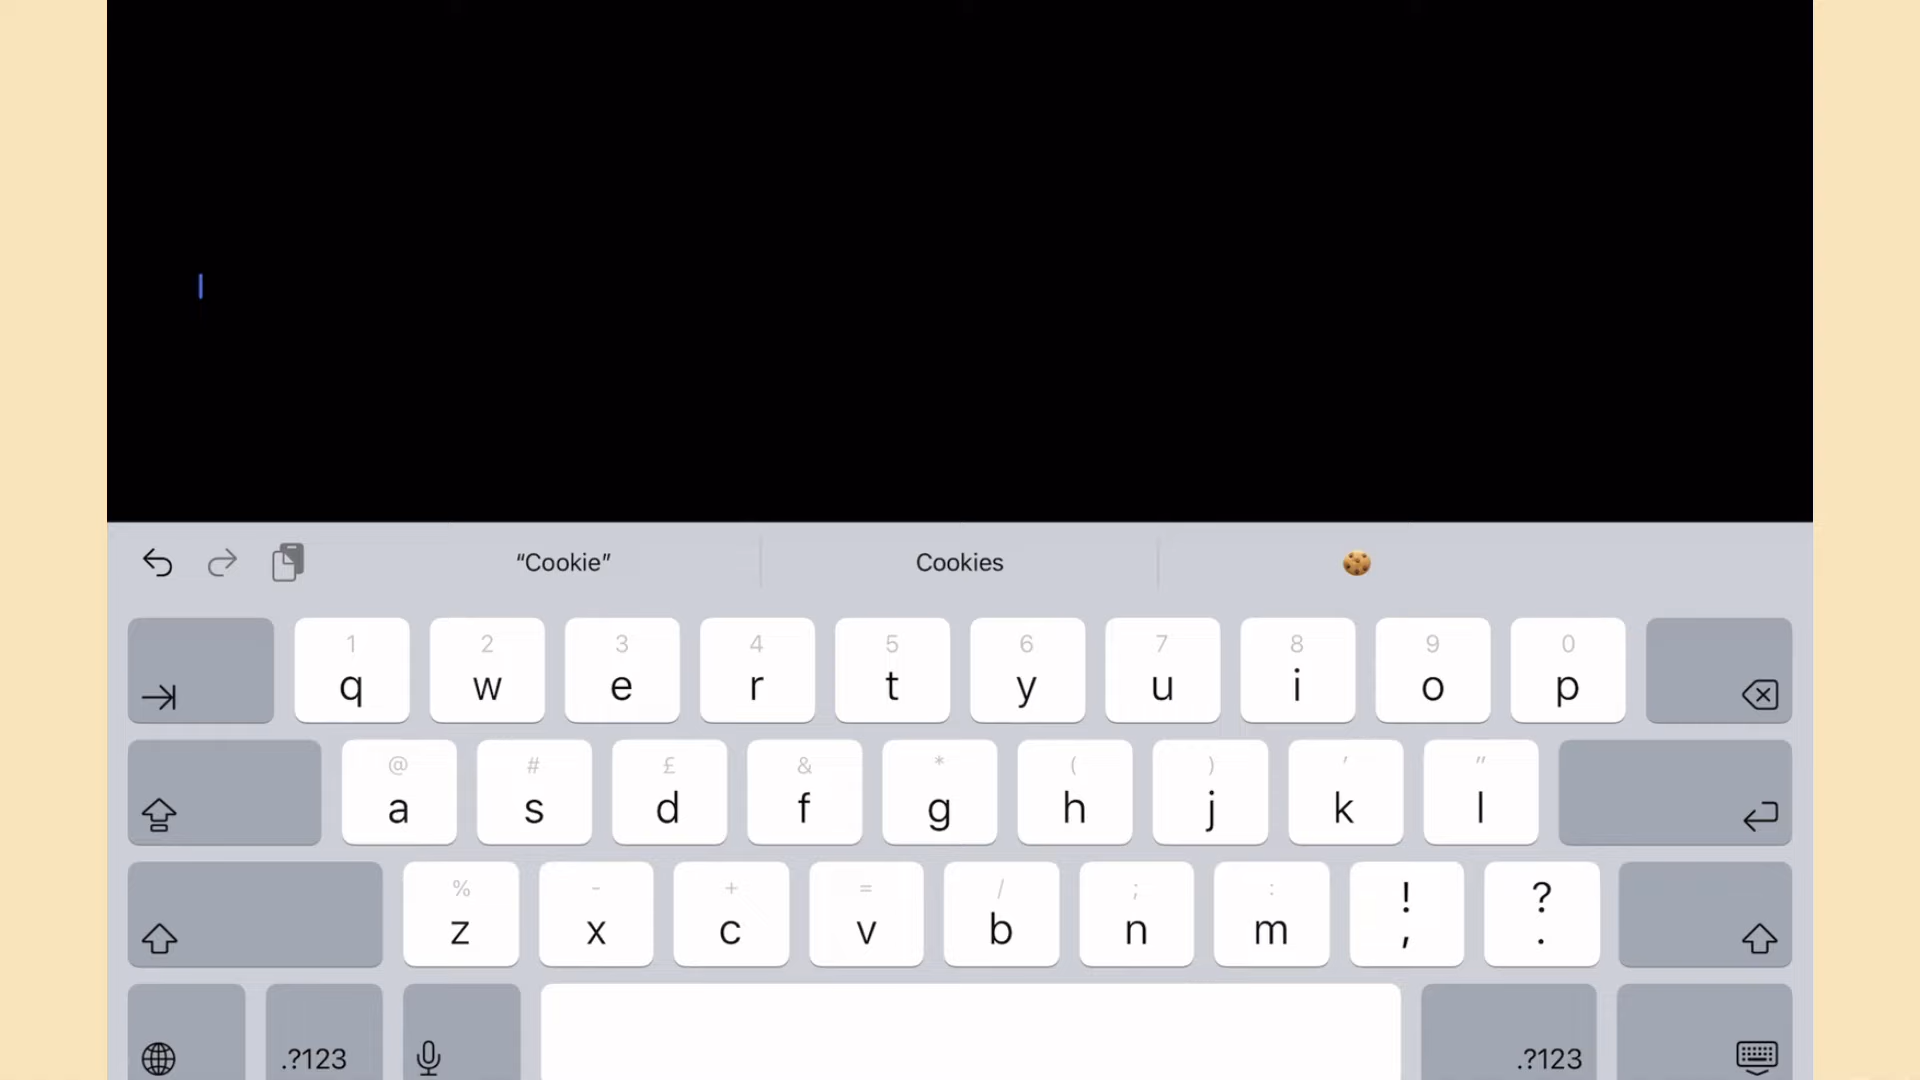 “Cookie” Cookies 🍪
1 2 3 4 5 6 7 8 9 0
q w e r t y u i o p
@ # £ & * ( ) ' "
a s d f g h j k l
% - + = / ; : ! ?
z x c v b n m , .
.?123 .?123